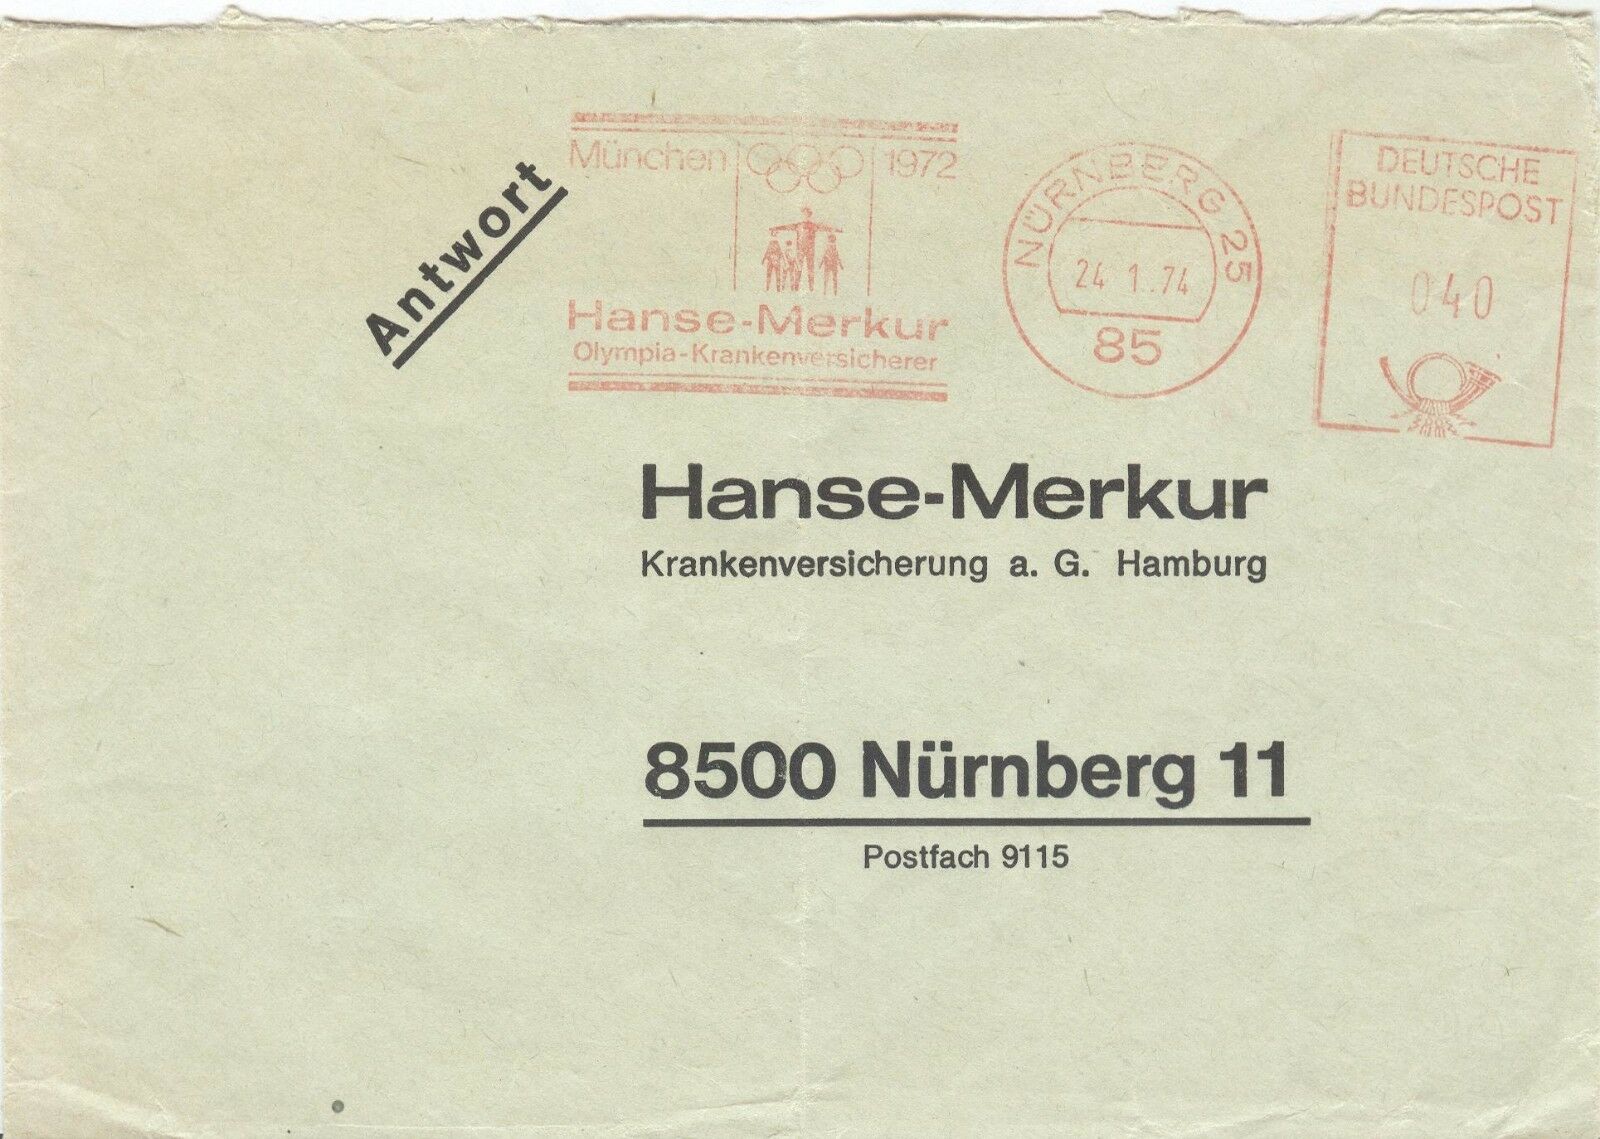 Antwort
München 1972
Hanse-Merkur
Olympia-Krankenversicherer
NÜRNBERG 25
24 1..74
85
DEUTSCHE
BUNDESPOST
040
Hanse-Merkur
Krankenversicherung a. G. Hamburg
8500 Nürnberg 11
Postfach 9115